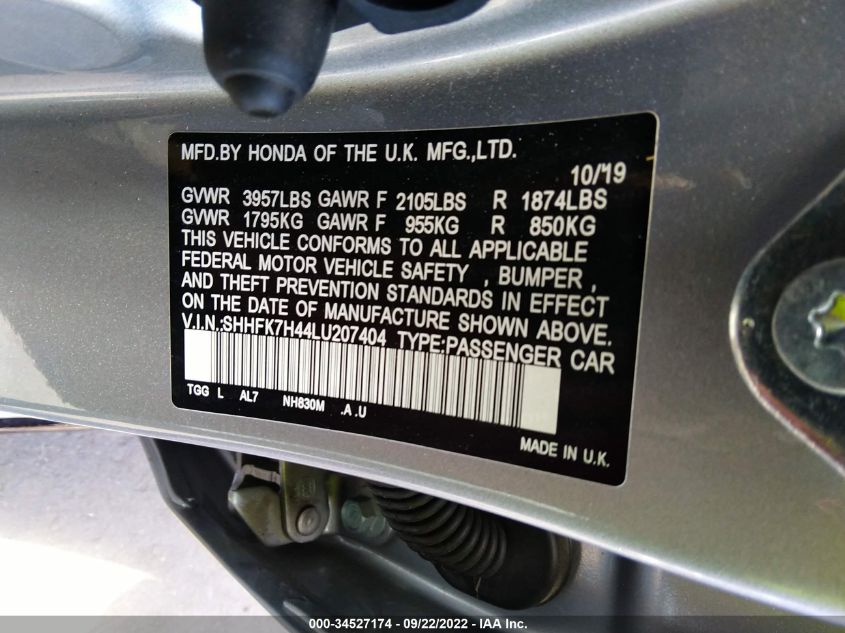 MFD.BY HONDA OF THE U.K. MFG.,LTD.
10/'19
GVWR 3957LBS GAWR F 2105LBS R 1874LBS
GVWR 1795KG GAWR F 955KG R 850KG
THIS VEHICLE CONFORMS TO ALL APPLICABLE
FEDERAL MOTOR VEHICLE SAFETY , BUMPER ,
AND THEFT PREVENTION STANDARDS IN EFFECT
ON THE DATE OF MANUFACTURE SHOWN ABOVE.
V.I.N.:SHHFK7H44LU207404 TYPE:PASSENGER CAR
TGG L AL7 NH830M .A .U
MADE IN U.K.
000-34527174 / 09/22/2022 - IAA Inc.